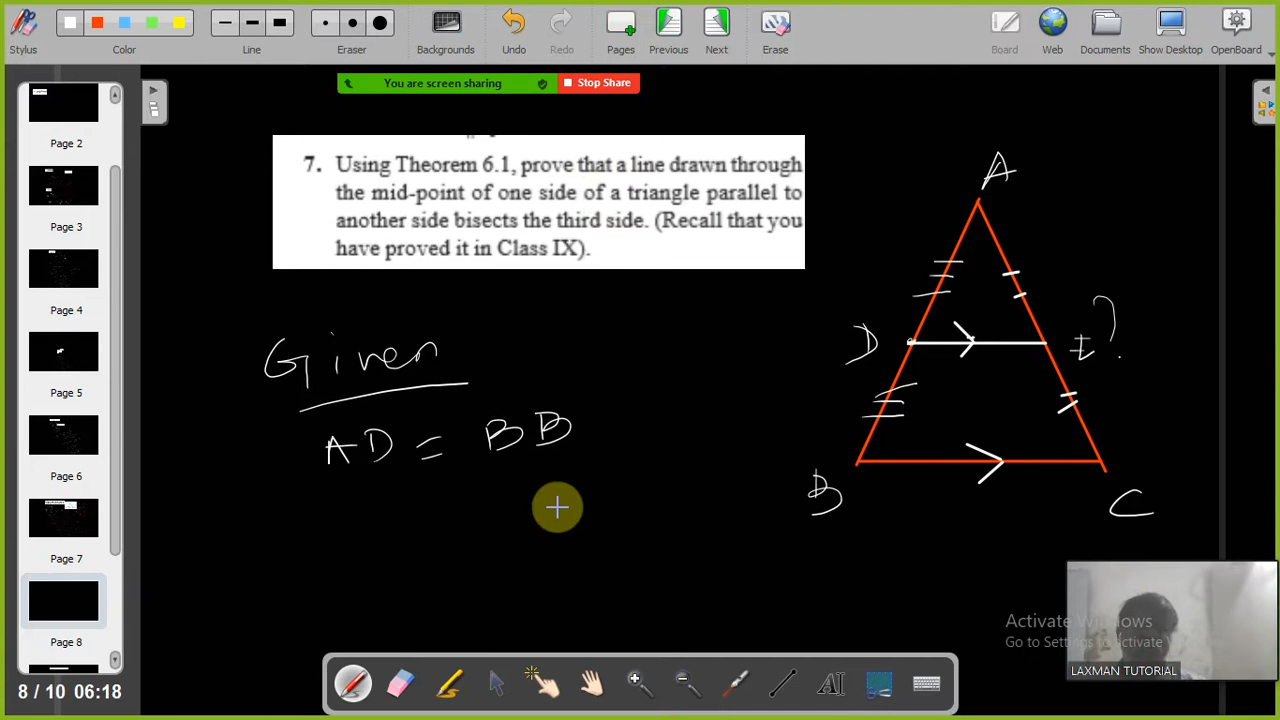 Stylus
Color
Line
Eraser
Backgrounds
Undo
Redo
Pages
Previous
Next
Erase
Board
Web
Documents
Show Desktop
OpenBoard
You are screen sharing
Stop Share
Page 2
Page 3
Page 4
Page 5
Page 6
Page 7
Page 8
8 / 10 06:18
7. Using Theorem 6.1, prove that a line drawn through
the mid-point of one side of a triangle parallel to
another side bisects the third side. (Recall that you
have proved it in Class IX).
Given
AD = BD
A
D
E ?
B
C
Activate Windows
Go to Settings to activate Windows.
LAXMAN TUTORIAL
AI